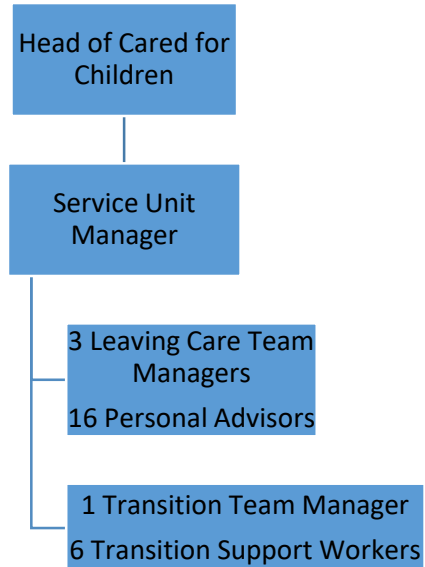 Head of Cared for
Children
Service Unit
Manager
3 Leaving Care Team
Managers
16 Personal Advisors
1 Transition Team Manager
6 Transition Support Workers